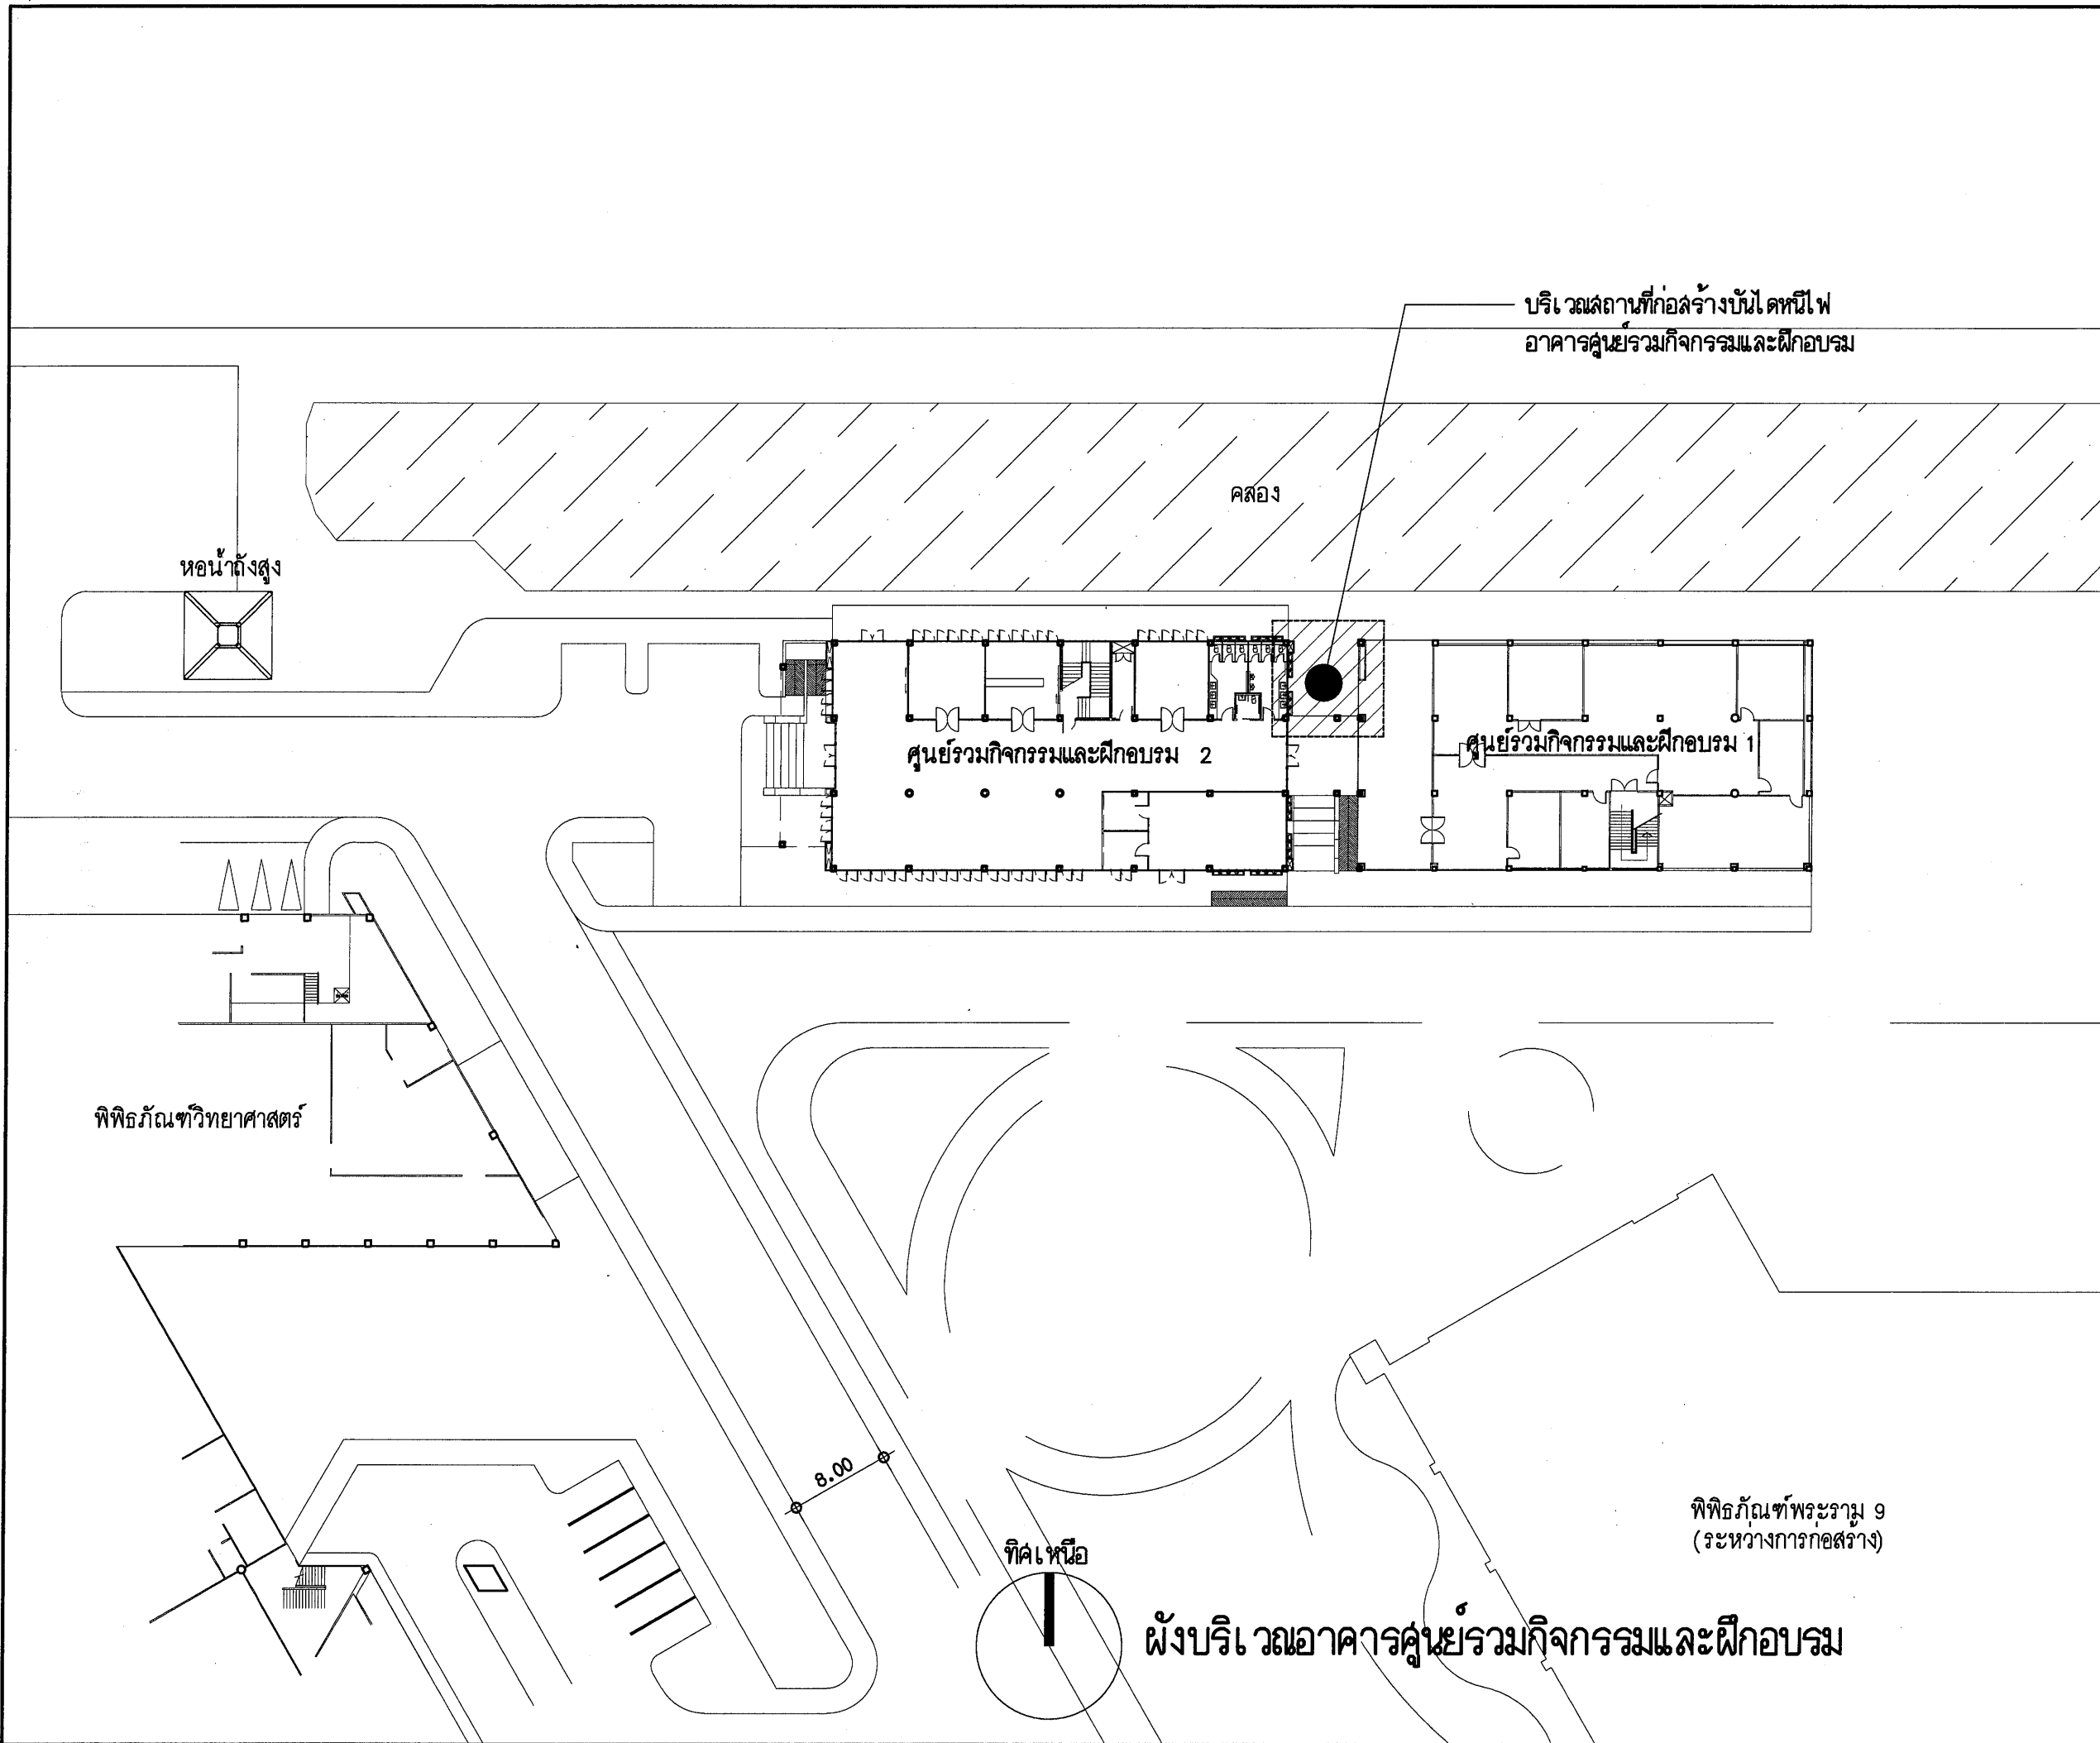 บริเวณสถานที่ก่อสร้างบันไดหนีไฟ
อาคารศูนย์รวมกิจกรรมและฝึกอบรม
คลอง
หอน้ำถังสูง
ศูนย์รวมกิจกรรมและฝึกอบรม 2
ศูนย์รวมกิจกรรมและฝึกอบรม 1
พิพิธภัณฑ์วิทยาศาสตร์
8.00
พิพิธภัณฑ์พระราม 9
(ระหว่างการก่อสร้าง)
ทิศเหนือ
ผังบริเวณอาคารศูนย์รวมกิจกรรมและฝึกอบรม